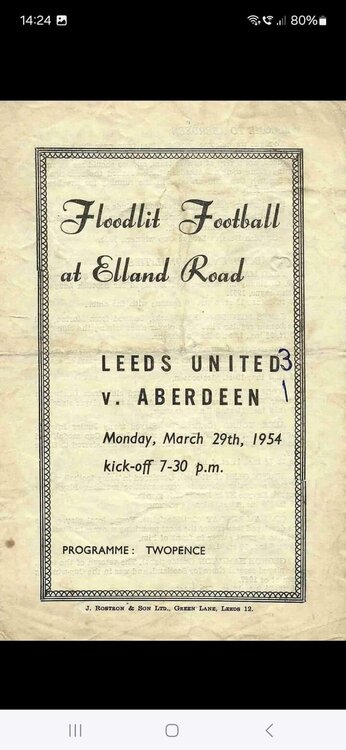 14:24
80%
Floodlit Football
at Elland Road
LEEDS UNITED 3
v. ABERDEEN 1
Monday, March 29th, 1954
kick-off 7-30 p.m.
PROGRAMME: TWOPENCE
J. ROSTRON & SON LTD., GREEN LANE, LEEDS 12.